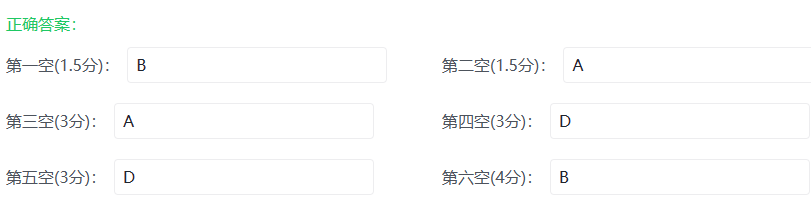 正确答案：
第一空(1.5分)： B 第二空(1.5分)： A
第三空(3分)： A 第四空(3分)： D
第五空(3分)： D 第六空(4分)： B